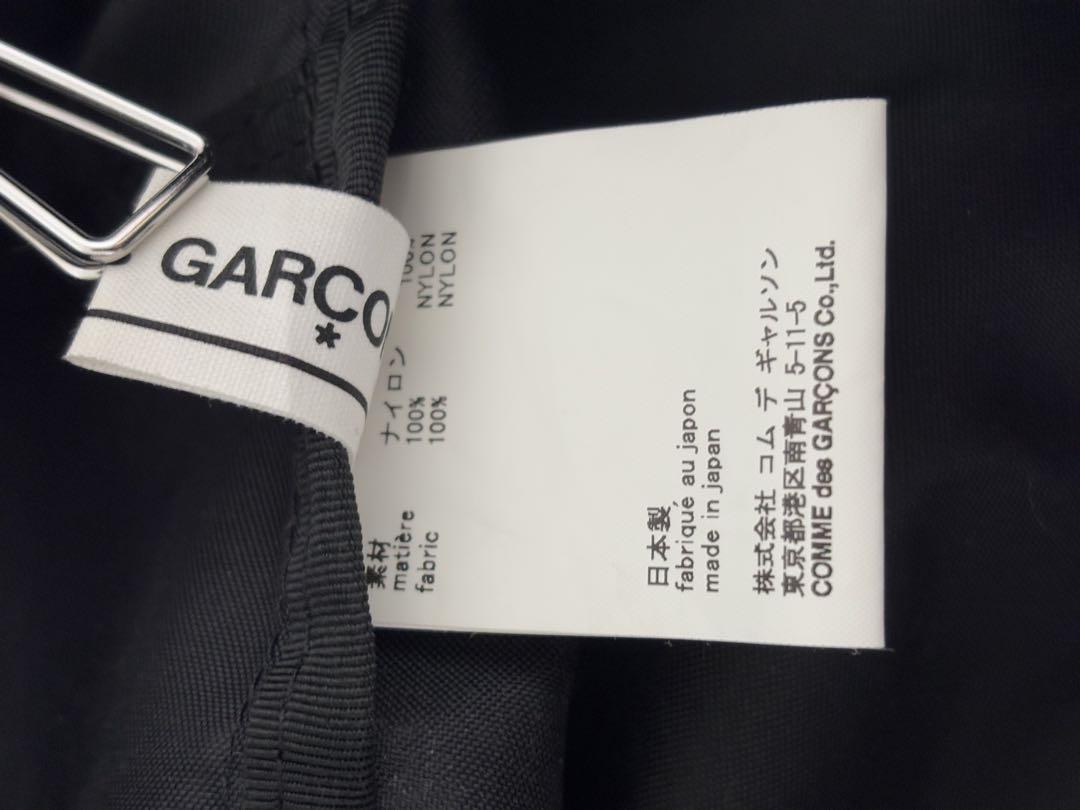 GARÇO
*
素材 ナイロン 100%
matière 100% NYLON
fabric 100% NYLON
日本製
fabriqué au japon
made in japan
株式会社 コム デ ギャルソン
東京都港区南青山 5-11-5
COMME des GARÇONS Co.,Ltd.